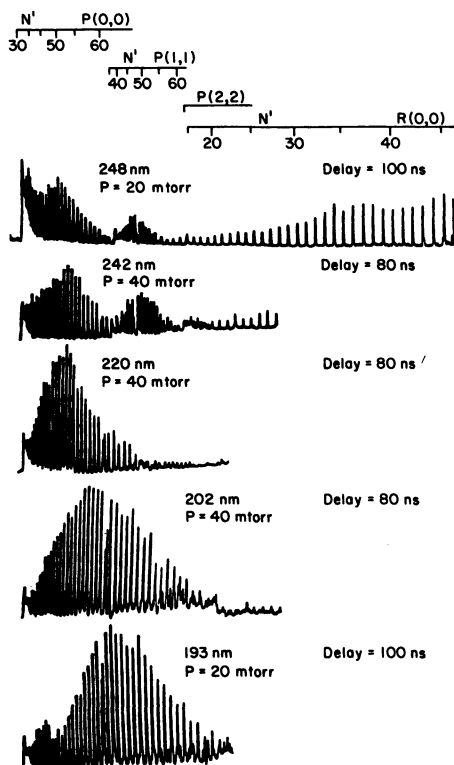 N' P(0,0)
30 50 60
N' P(1,1)
40 50 60
P(2,2)
N' R(0,0)
20 30 40
248 nm Delay = 100 ns
P = 20 mtorr
242 nm Delay = 80 ns
P = 40 mtorr
220 nm Delay = 80 ns
P = 40 mtorr
202 nm Delay = 80 ns
P = 40 mtorr
193 nm Delay = 100 ns
P = 20 mtorr